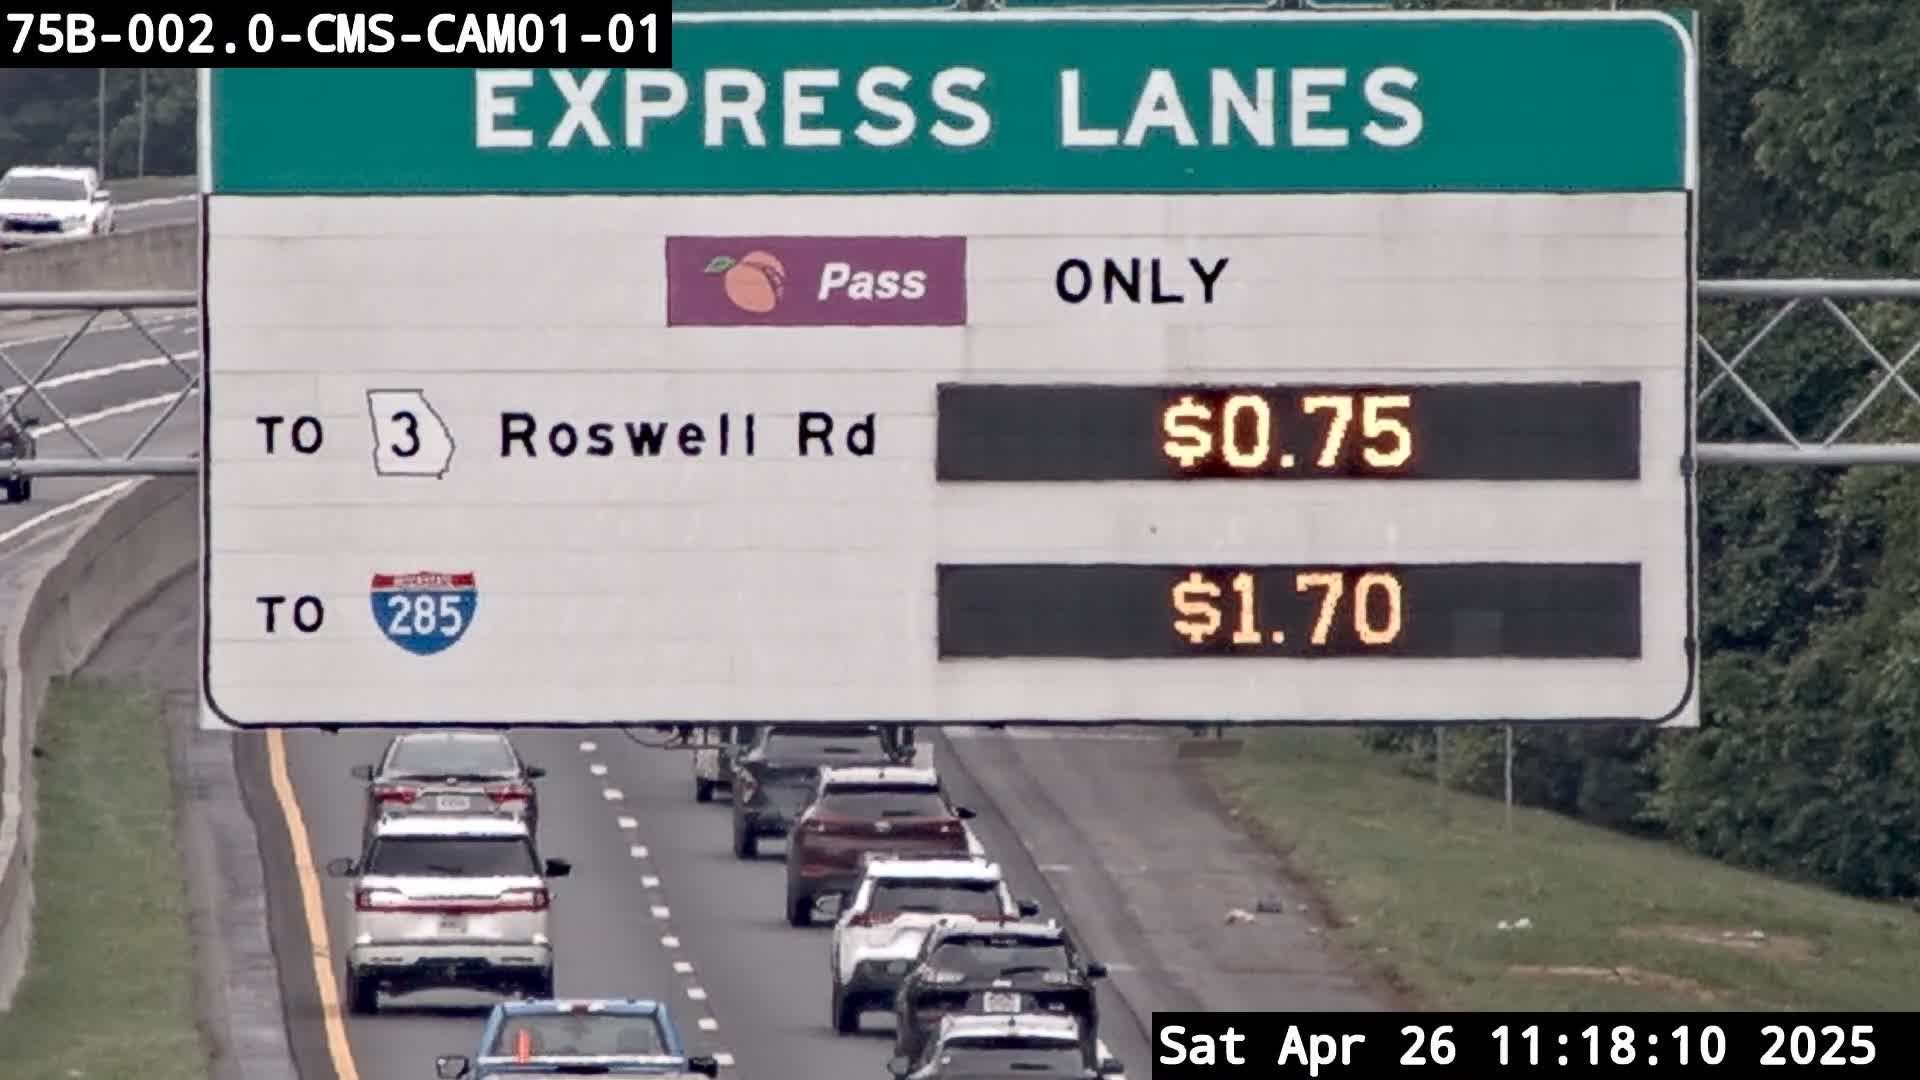 75B-002.0-CMS-CAM01-01
EXPRESS LANES
Pass ONLY
TO 3 Roswell Rd $0.75
INTERSTATE
TO 285 $1.70
Sat Apr 26 11:18:10 2025